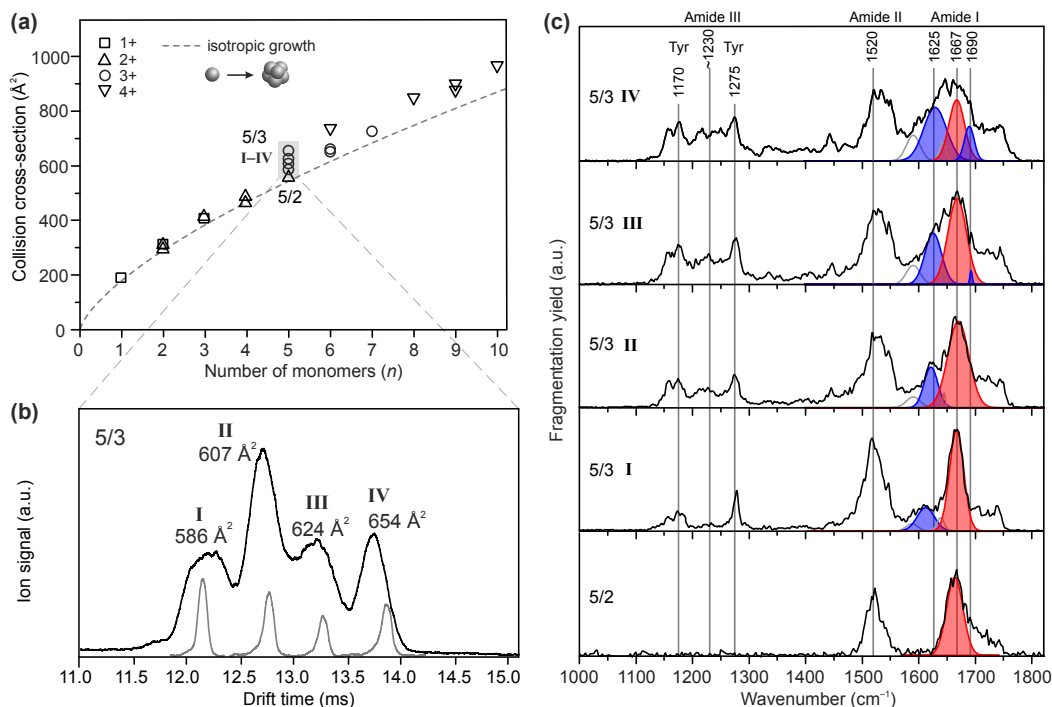 (a)
1+
2+
3+
4+
isotropic growth
Collision cross-section (Å²)
1000
800
600
400
200
0
5/3
I–IV
5/2
0 1 2 3 4 5 6 7 8 9 10
Number of monomers (n)
(b)
5/3
I
586 Å²
II
607 Å²
III
624 Å²
IV
654 Å²
Ion signal (a.u.)
11.0 11.5 12.0 12.5 13.0 13.5 14.0 14.5 15.0
Drift time (ms)
(c)
Amide III Amide II Amide I
Tyr Tyr
1170 ~1230 1275 1520 1625 1667 1690
5/3 IV
5/3 III
5/3 II
5/3 I
5/2
Fragmentation yield (a.u.)
1000 1100 1200 1300 1400 1500 1600 1700 1800
Wavenumber (cm⁻¹)